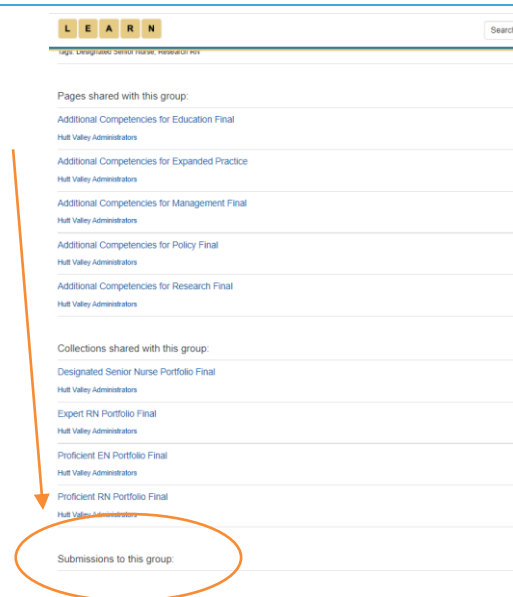 L E A R N
Search
Tags: Designated Senior Nurse, Research RN
Pages shared with this group:
Additional Competencies for Education Final
Hutt Valley Administrators
Additional Competencies for Expanded Practice
Hutt Valley Administrators
Additional Competencies for Management Final
Hutt Valley Administrators
Additional Competencies for Policy Final
Hutt Valley Administrators
Additional Competencies for Research Final
Hutt Valley Administrators
Collections shared with this group:
Designated Senior Nurse Portfolio Final
Hutt Valley Administrators
Expert RN Portfolio Final
Hutt Valley Administrators
Proficient EN Portfolio Final
Hutt Valley Administrators
Proficient RN Portfolio Final
Hutt Valley Administrators
Submissions to this group: